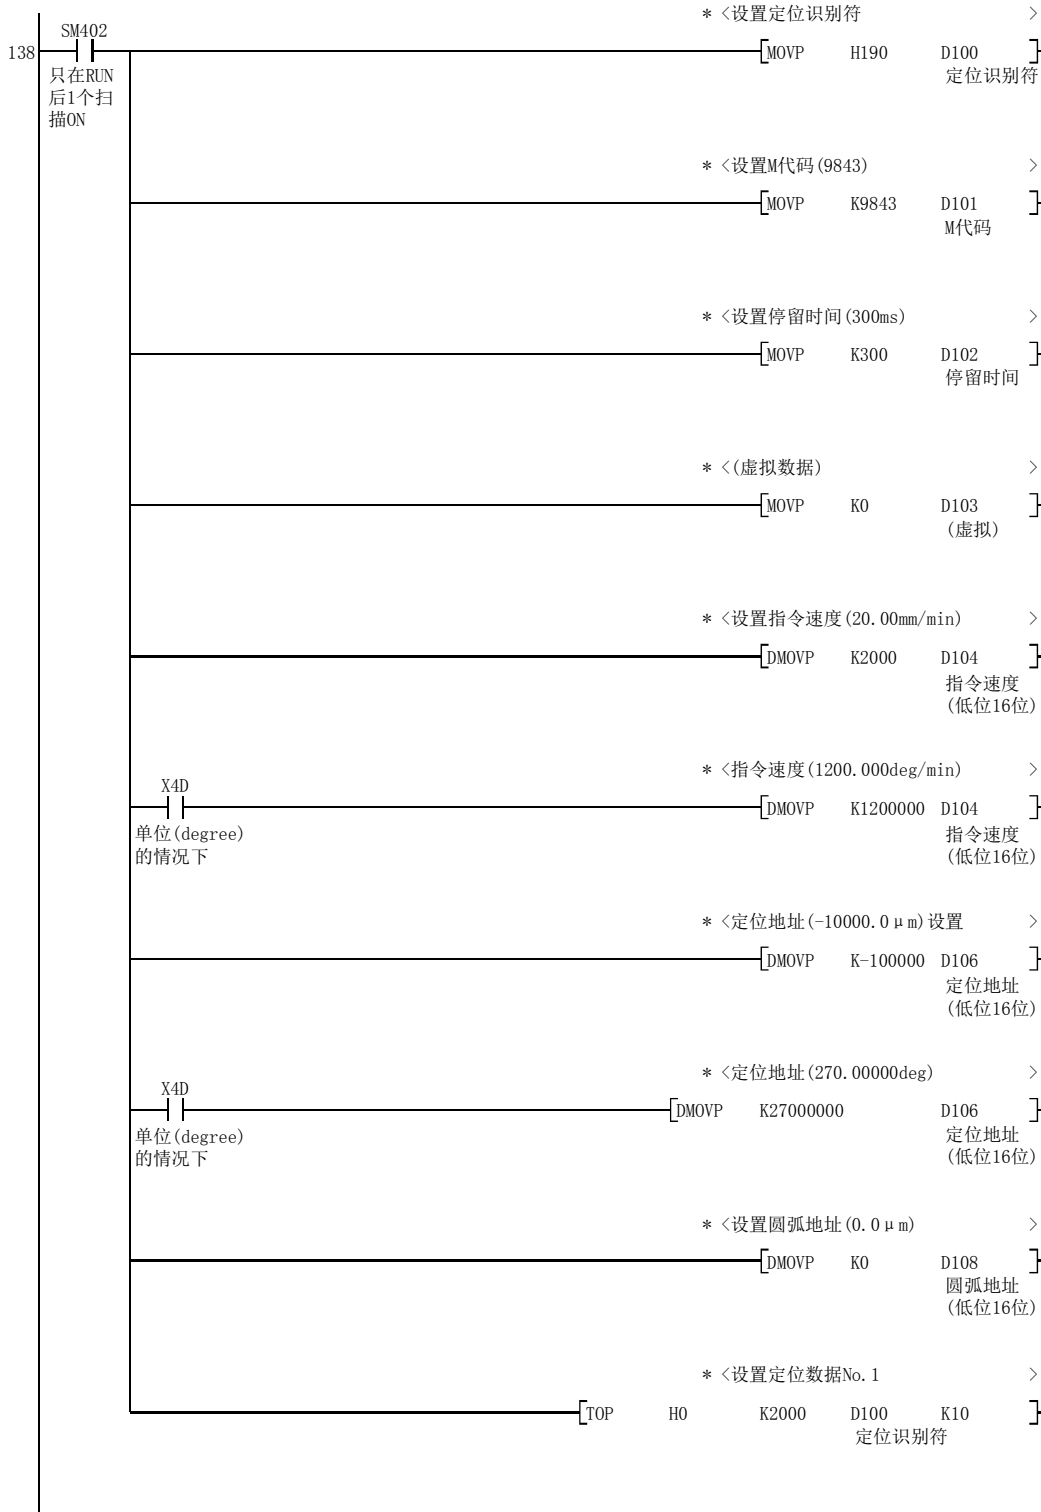 * <设置定位识别符 >
SM402
138
[MOVP H190 D100 ]
定位识别符
只在RUN
后1个扫
描ON
* <设置M代码(9843) >
[MOVP K9843 D101 ]
M代码
* <设置停留时间(300ms) >
[MOVP K300 D102 ]
停留时间
* <(虚拟数据) >
[MOVP K0 D103 ]
(虚拟)
* <设置指令速度(20.00mm/min) >
[DMOVP K2000 D104 ]
指令速度
(低位16位)
* <指令速度(1200.000deg/min) >
X4D
[DMOVP K1200000 D104 ]
单位(degree)
的情况下
指令速度
(低位16位)
* <定位地址(-10000.0μm)设置 >
[DMOVP K-100000 D106 ]
定位地址
(低位16位)
* <定位地址(270.00000deg) >
X4D
[DMOVP K27000000 D106 ]
单位(degree)
的情况下
定位地址
(低位16位)
* <设置圆弧地址(0.0μm) >
[DMOVP K0 D108 ]
圆弧地址
(低位16位)
* <设置定位数据No.1 >
[TOP H0 K2000 D100 K10 ]
定位识别符